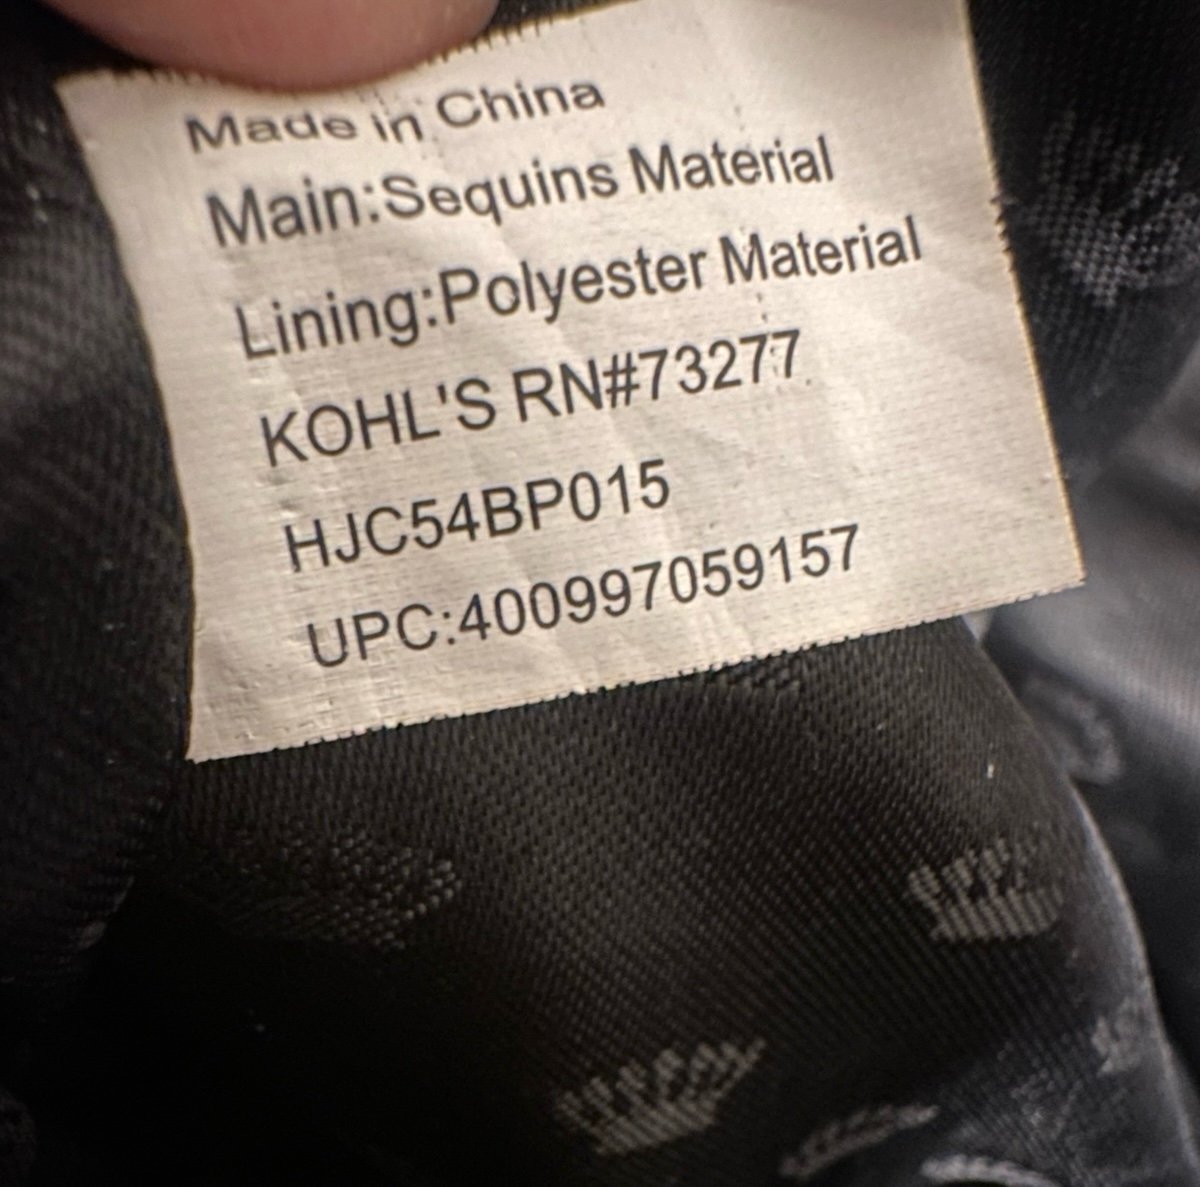 Made in China
Main:Sequins Material
Lining:Polyester Material
KOHL'S RN#73277
HJC54BP015
UPC:400997059157